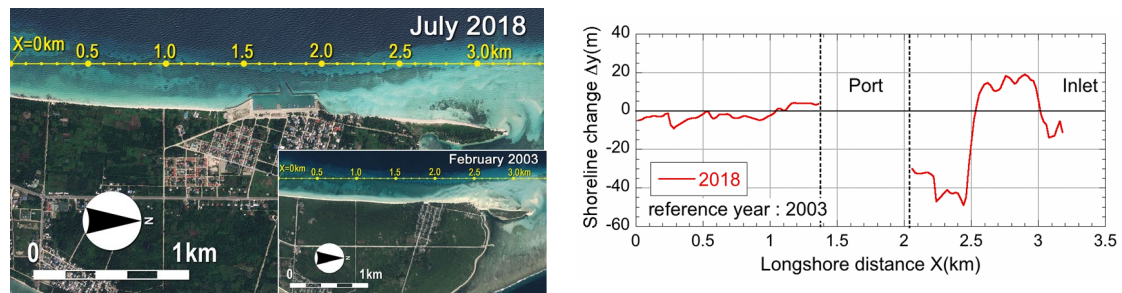 July 2018
X=0km 0.5 1.0 1.5 2.0 2.5 3.0km
N
0 1km
February 2003
X=0km 0.5 1.0 1.5 2.0 2.5 3.0km
N
0 1km
Shoreline change Δy(m)
40
20
0
-20
-40
-60
Port
Inlet
2018
reference year : 2003
0 0.5 1 1.5 2 2.5 3 3.5
Longshore distance X(km)